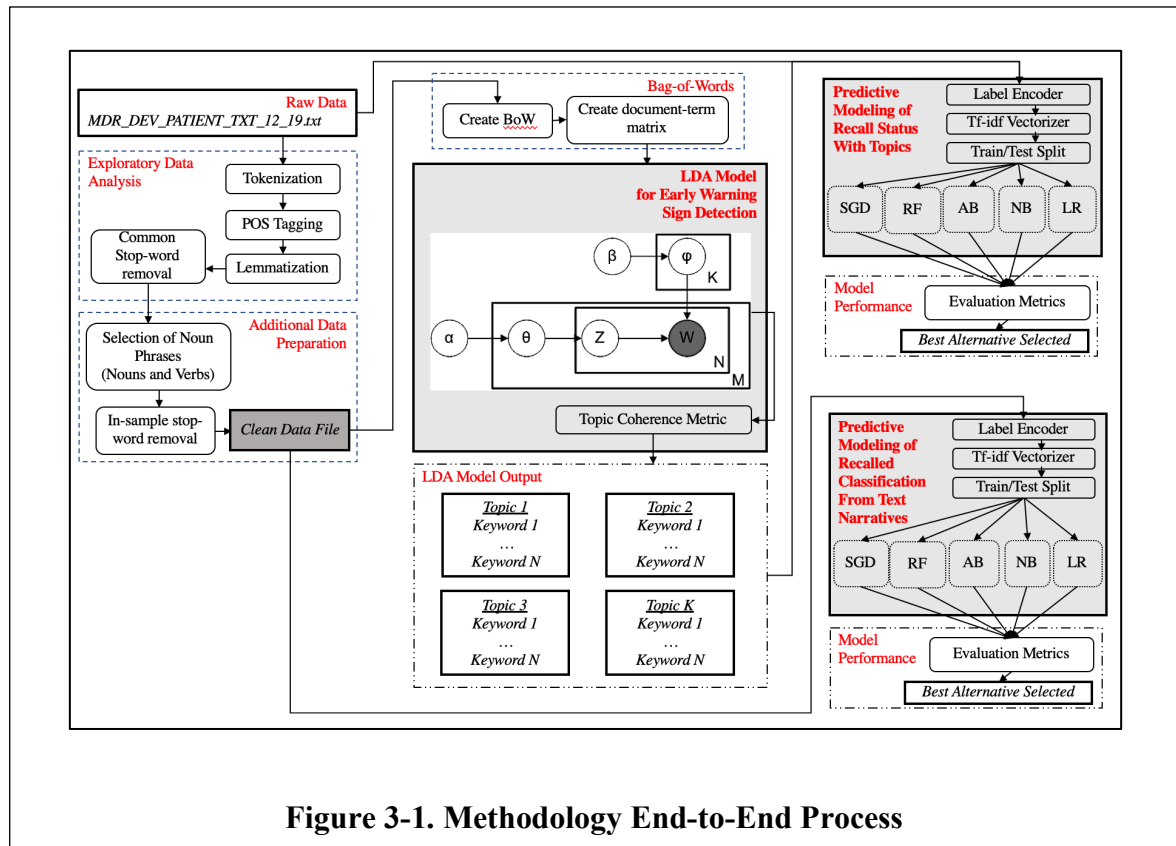 Raw Data
MDR_DEV_PATIENT_TXT_12_19.txt
Exploratory Data
Analysis
Tokenization
POS Tagging
Lemmatization
Common
Stop-word
removal
Additional Data
Preparation
Selection of Noun
Phrases
(Nouns and Verbs)
In-sample stop-
word removal
Clean Data File
Bag-of-Words
Create BoW
Create document-term
matrix
LDA Model
for Early Warning
Sign Detection
β
φ
K
α
θ
Z
W
N
M
Topic Coherence Metric
LDA Model Output
Topic 1
Keyword 1
…
Keyword N
Topic 2
Keyword 1
…
Keyword N
Topic 3
Keyword 1
…
Keyword N
Topic K
Keyword 1
…
Keyword N
Predictive
Modeling of
Recall Status
With Topics
Label Encoder
Tf-idf Vectorizer
Train/Test Split
SGD
RF
AB
NB
LR
Model
Performance
Evaluation Metrics
Best Alternative Selected
Predictive
Modeling of
Recalled
Classification
From Text
Narratives
Label Encoder
Tf-idf Vectorizer
Train/Test Split
SGD
RF
AB
NB
LR
Model
Performance
Evaluation Metrics
Best Alternative Selected
Figure 3-1. Methodology End-to-End Process